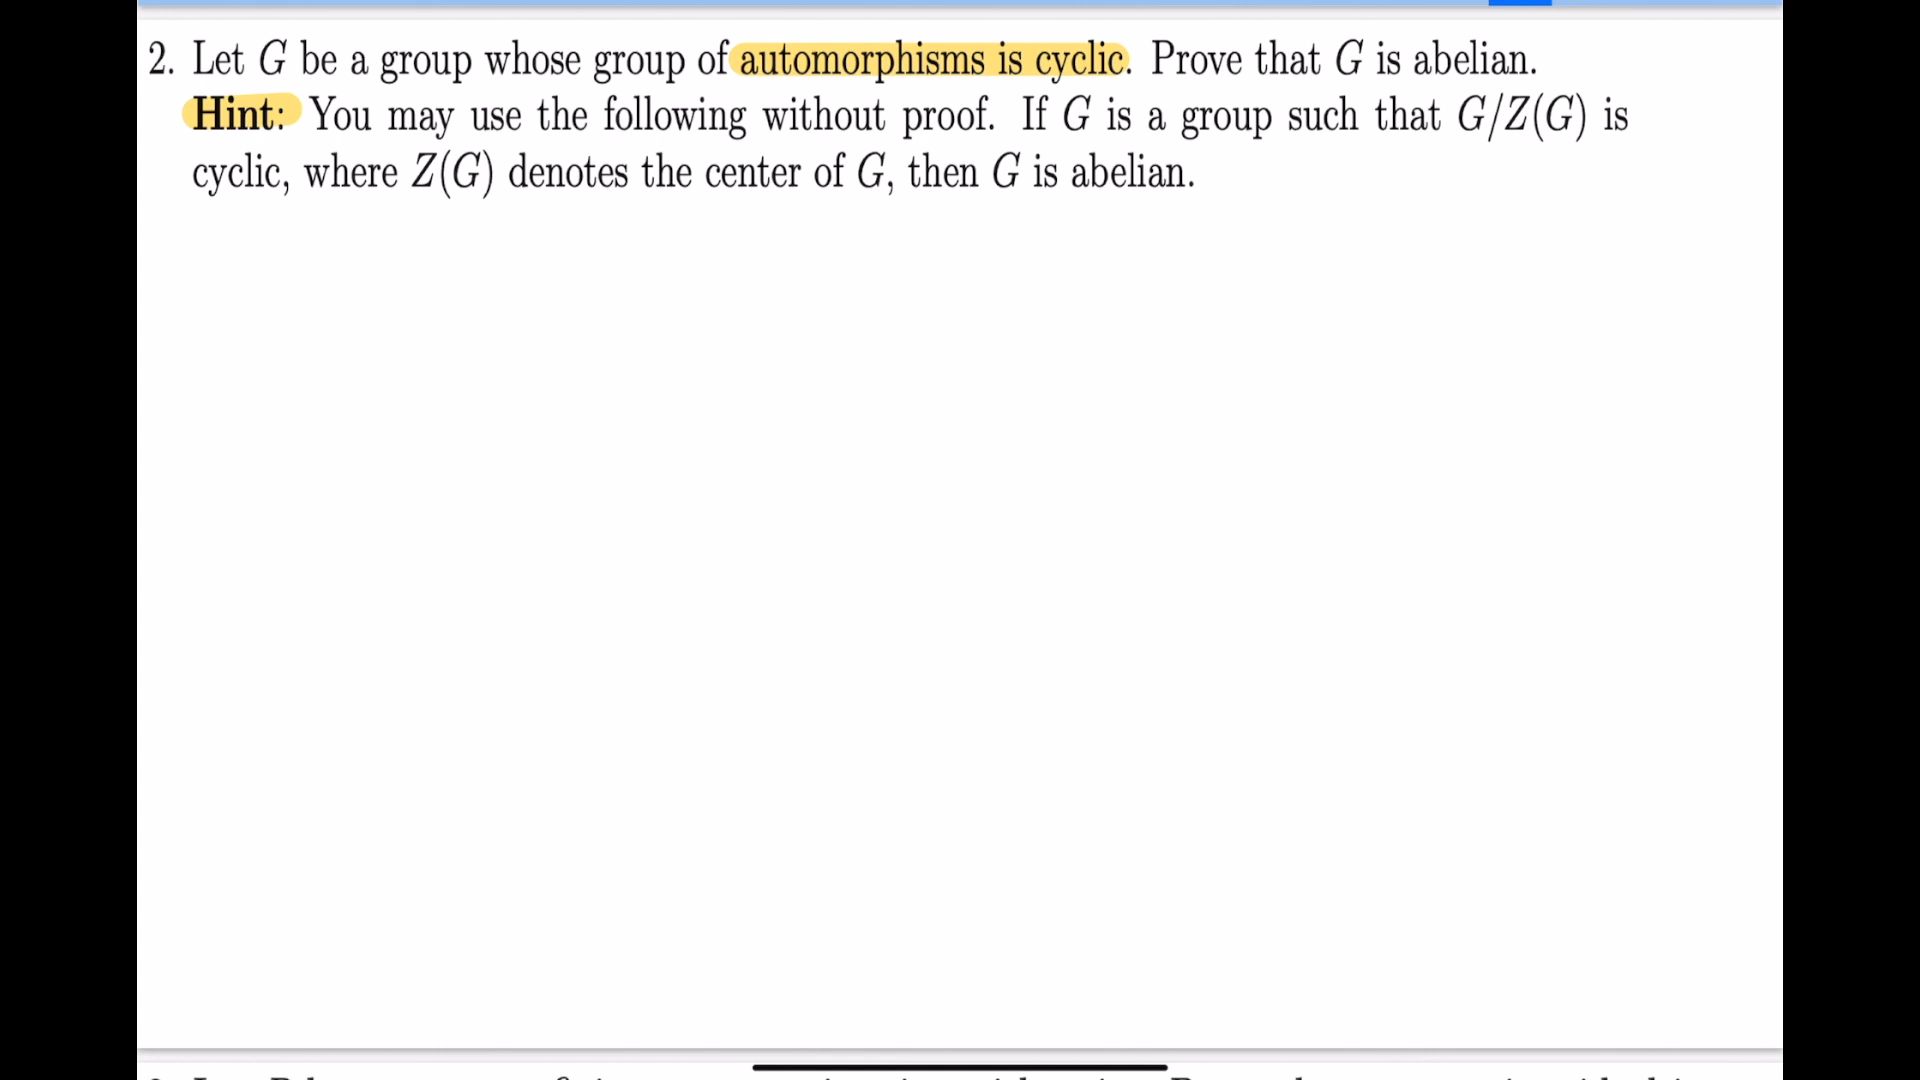 2. Let G be a group whose group of automorphisms is cyclic. Prove that G is abelian.
Hint: You may use the following without proof. If G is a group such that G/Z(G) is
cyclic, where Z(G) denotes the center of G, then G is abelian.